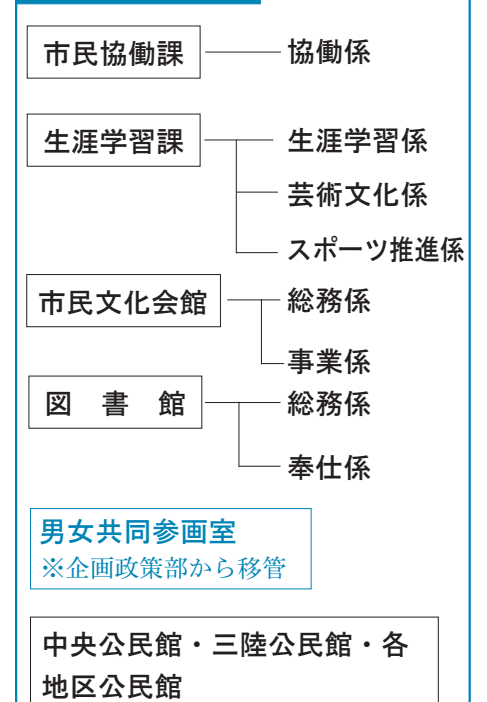 市民協働課 協働係
生涯学習課 生涯学習係
芸術文化係
スポーツ推進係
市民文化会館 総務係
事業係
図書館 総務係
奉仕係
男女共同参画室
※企画政策部から移管
中央公民館・三陸公民館・各
地区公民館